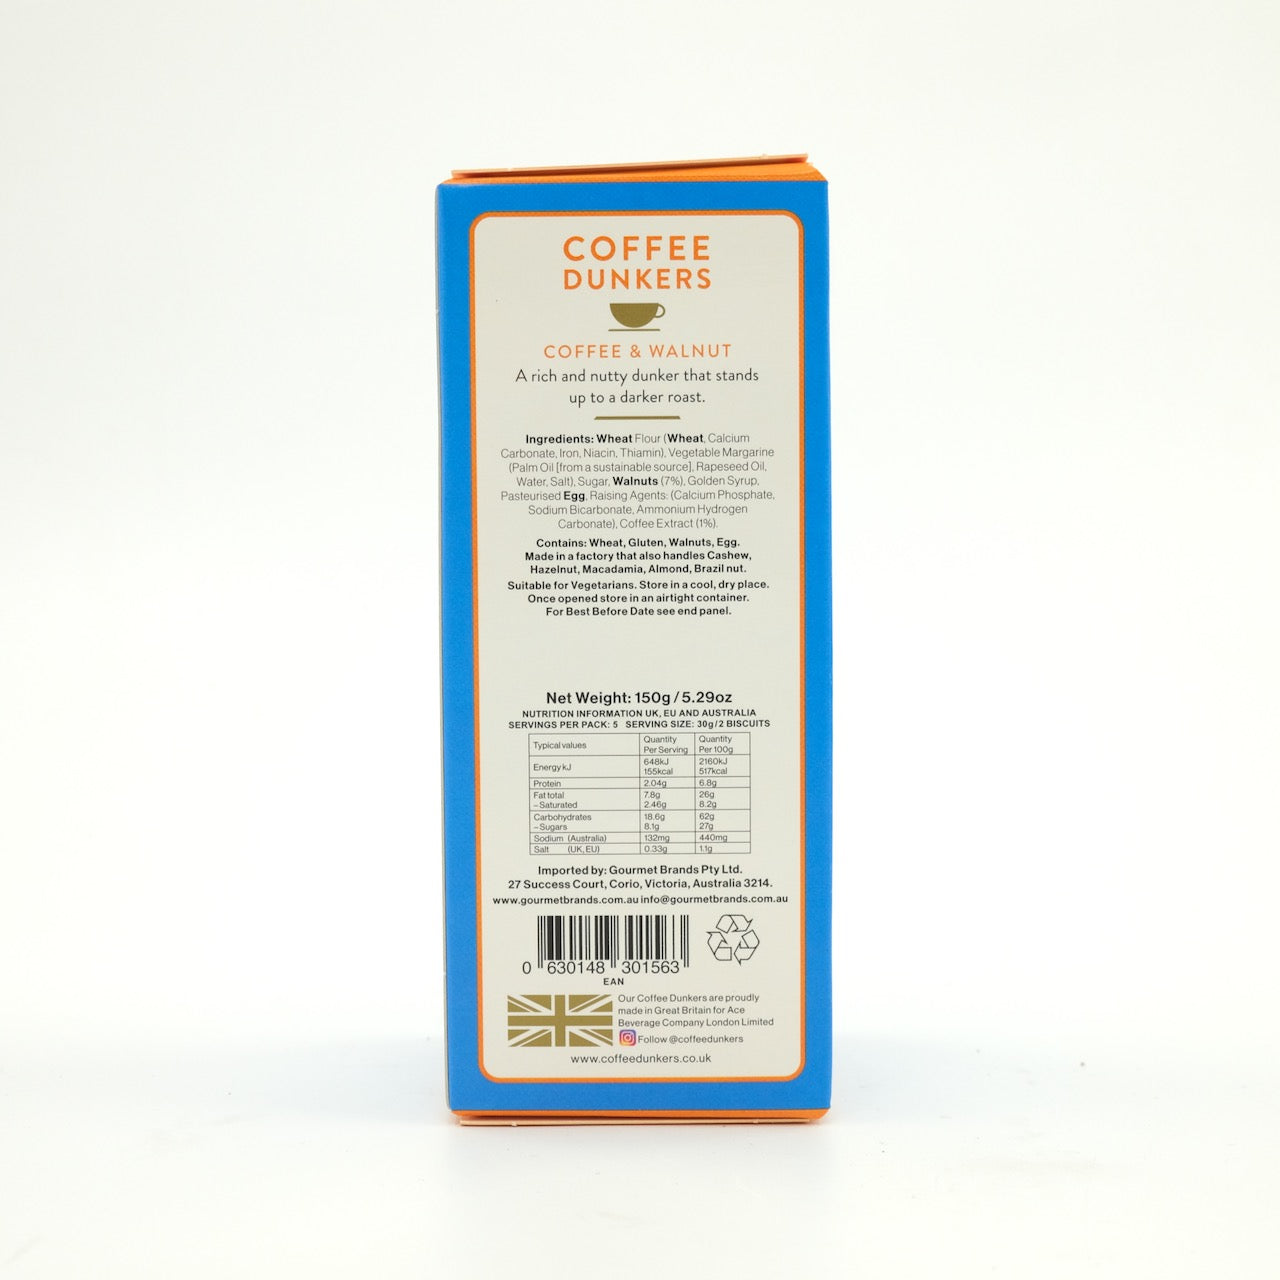 COFFEE
DUNKERS
COFFEE & WALNUT
A rich and nutty dunker that stands
up to a darker roast.
Ingredients: Wheat Flour (Wheat, Calcium
Carbonate, Iron, Niacin, Thiamin), Vegetable Margarine
(Palm Oil [from a sustainable source], Rapeseed Oil,
Water, Salt), Sugar, Walnuts (7%), Golden Syrup,
Pasteurised Egg, Raising Agents: (Calcium Phosphate,
Sodium Bicarbonate, Ammonium Hydrogen
Carbonate), Coffee Extract (1%).
Contains: Wheat, Gluten, Walnuts, Egg.
Made in a factory that also handles Cashew,
Hazelnut, Macadamia, Almond, Brazil nut.
Suitable for Vegetarians. Store in a cool, dry place.
Once opened store in an airtight container.
For Best Before Date see end panel.
Net Weight: 150g / 5.29oz
NUTRITION INFORMATION UK, EU AND AUSTRALIA
SERVINGS PER PACK: 5 SERVING SIZE: 30g/2 BISCUITS
Typical values Quantity Per Serving Quantity Per 100g
Energy kJ 648kJ 2160kJ
155kcal 517kcal
Protein 2.04g 6.8g
Fat total 7.8g 26g
–Saturated 2.46g 8.2g
Carbohydrates 18.6g 62g
–Sugars 8.1g 27g
Sodium (Australia) 132mg 440mg
Salt (UK, EU) 0.33g 1.1g
Imported by: Gourmet Brands Pty Ltd.
27 Success Court, Corio, Victoria, Australia 3214.
www.gourmetbrands.com.au info@gourmetbrands.com.au
0 630148 301563
EAN
Our Coffee Dunkers are proudly
made in Great Britain for Ace
Beverage Company London Limited
Follow @coffeedunkers
www.coffeedunkers.co.uk